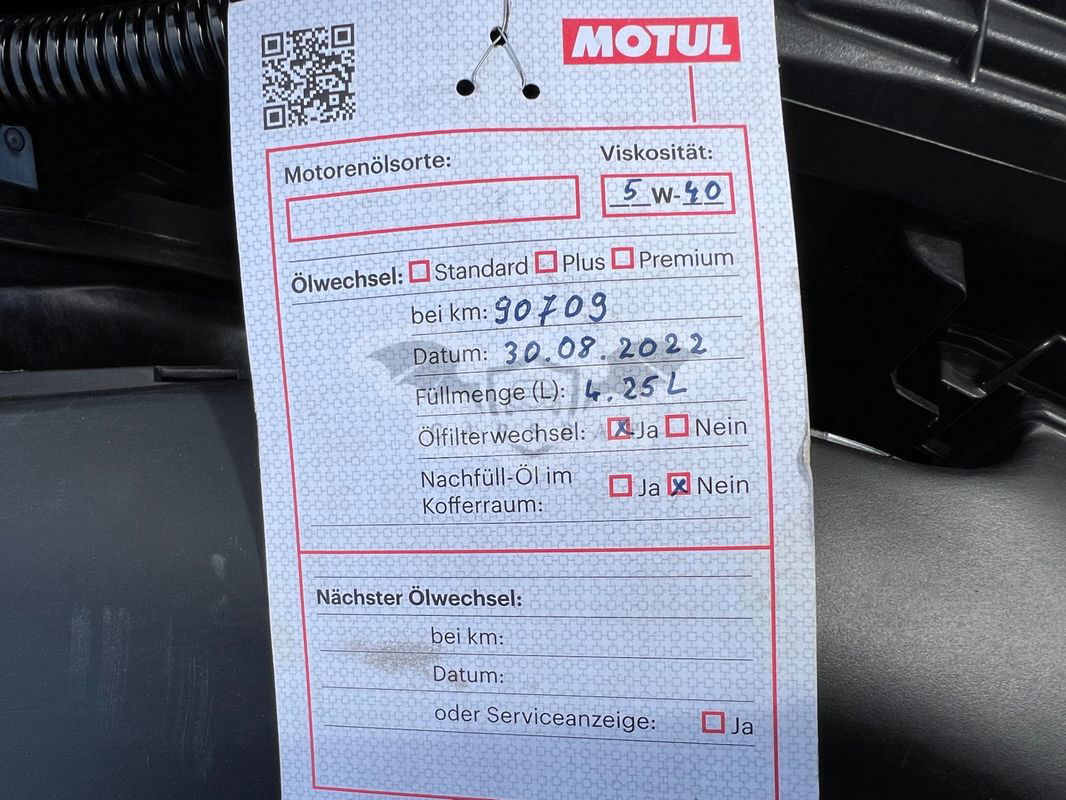 MOTUL
Motorenölsorte:
Viskosität:
5 W-40
Ölwechsel: Standard Plus Premium
bei km: 90709
Datum: 30.08.2022
Füllmenge (L): 4.25L
Ölfilterwechsel: x Ja Nein
Nachfüll-Öl im
Kofferraum: Ja x Nein
Nächster Ölwechsel:
bei km:
Datum:
oder Serviceanzeige: Ja